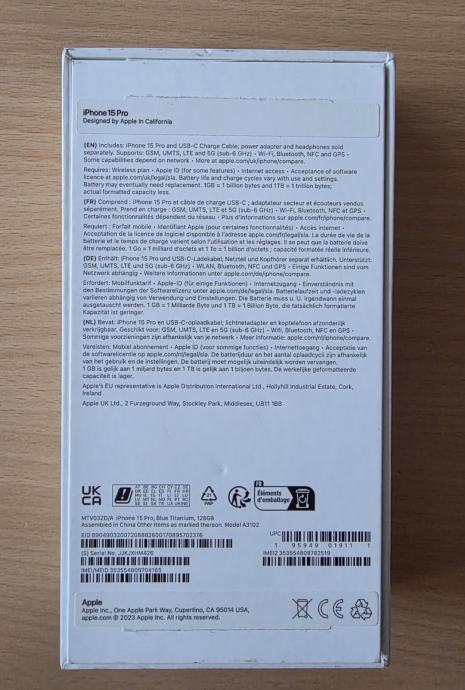 iPhone 15 Pro
Designed by Apple in California
(EN) Includes: iPhone 15 Pro and USB-C Charge Cable; power adapter and headphones sold
separately. Supports: GSM, UMTS, LTE and 5G (sub-6 GHz) • Wi-Fi, Bluetooth, NFC and GPS •
Some capabilities depend on network • More at apple.com/uk/iphone/compare.
Requires: Wireless plan • Apple ID (for some features) • Internet access • Acceptance of software
licence at apple.com/uk/legal/sla. Battery life and charge cycles vary with use and settings.
Battery may eventually need replacement. 1GB = 1 billion bytes and 1TB = 1 trillion bytes;
actual formatted capacity less.
(FR) Comprend : iPhone 15 Pro et câble de charge USB-C ; adaptateur secteur et écouteurs vendus
séparément. Prend en charge : GSM, UMTS, LTE et 5G (sub-6 GHz) • Wi-Fi, Bluetooth, NFC et GPS •
Certaines fonctionnalités dépendent du réseau • Plus d'informations sur apple.com/fr/iphone/compare.
Requiert : Forfait mobile • Identifiant Apple (pour certaines fonctionnalités) • Accès internet •
Acceptation de la licence de logiciel disponible à l'adresse apple.com/fr/legal/sla. La durée de vie de la
batterie et le temps de charge varient selon l'utilisation et les réglages. Il se peut que la batterie doive
être remplacée. 1 Go = 1 milliard d'octets et 1 To = 1 billion d'octets ; capacité formatée réelle inférieure.
(DE) Enthält: iPhone 15 Pro und USB-C-Ladekabel; Netzteil und Kopfhörer separat erhältlich. Unterstützt:
GSM, UMTS, LTE und 5G (sub-6 GHz) • WLAN, Bluetooth, NFC und GPS • Einige Funktionen sind vom
Netzwerk abhängig • Weitere Informationen unter apple.com/de/iphone/compare.
Erfordert: Mobilfunktarif • Apple-ID (für einige Funktionen) • Internetzugang • Einverständnis mit
den Bestimmungen der Softwarelizenz unter apple.com/de/legal/sla. Batterielaufzeit und -ladezyklen
variieren abhängig von Verwendung und Einstellungen. Die Batterie muss u. U. irgendwann einmal
ausgetauscht werden. 1 GB = 1 Milliarde Byte und 1 TB = 1 Billion Byte, die tatsächlich formatierte
Kapazität ist geringer.
(NL) Bevat: iPhone 15 Pro en USB-C-oplaadkabel; lichtnetadapter en koptelefoon afzonderlijk
verkrijgbaar. Geschikt voor: GSM, UMTS, LTE en 5G (sub-6 GHz) • Wi-Fi, Bluetooth, NFC en GPS •
Sommige voorzieningen zijn afhankelijk van je netwerk • Meer informatie: apple.com/nl/iphone/compare.
Vereisten: Mobiel abonnement • Apple ID (voor sommige functies) • Internettoegang • Acceptatie van
de softwarelicentie op apple.com/nl/legal/sla. De batterijduur en het aantal oplaadcycli zijn afhankelijk
van het gebruik en de instellingen. De batterij moet mogelijk uiteindelijk worden vervangen.
1 GB is gelijk aan 1 miljard bytes en 1 TB is gelijk aan 1 biljoen bytes. De werkelijke geformatteerde
capaciteit is lager.
Apple's EU representative is Apple Distribution International Ltd., Hollyhill Industrial Estate, Cork,
Ireland
Apple UK Ltd., 2 Furzeground Way, Stockley Park, Middlesex, UB11 1BB
UK
CA
21
PAP
FR
Éléments
d'emballage
MTV03ZD/A iPhone 15 Pro, Blue Titanium, 128GB
Assembled in China Other items as marked thereon Model A3102
EID 89049032007208882600170895702376
UPC
1 95949 01911 1
(S) Serial No. JJKJXHM426
IMEI2 353554808782519
IMEI/MEID 353554809704165
Apple
Apple Inc., One Apple Park Way, Cupertino, CA 95014 USA,
apple.com © 2023 Apple Inc. All rights reserved.
CE